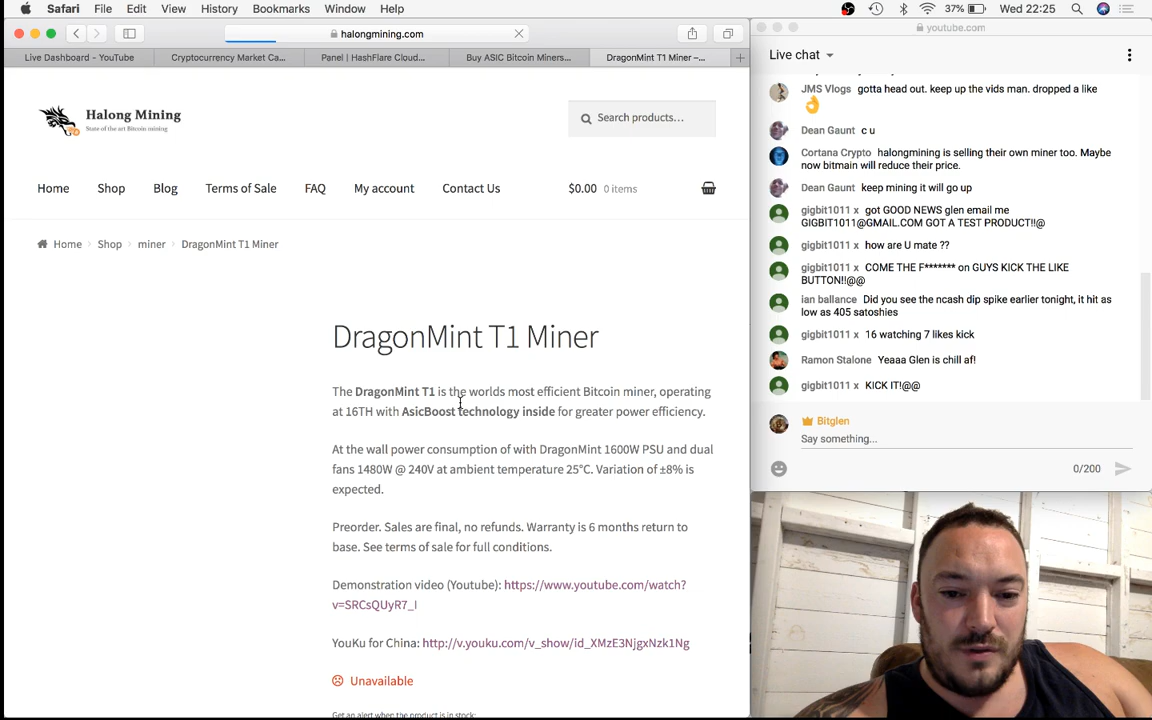 Safari File Edit View History Bookmarks Window Help 37% Wed 22:25
halongmining.com
Live Dashboard - YouTube Cryptocurrency Market Ca... Panel | HashFlare Cloud... Buy ASIC Bitcoin Miners... DragonMint T1 Miner –...
Halong Mining
State of the art Bitcoin mining
Search products...
Home Shop Blog Terms of Sale FAQ My account Contact Us $0.00 0 items
Home Shop miner DragonMint T1 Miner
DragonMint T1 Miner
The DragonMint T1 is the worlds most efficient Bitcoin miner, operating
at 16TH with AsicBoost technology inside for greater power efficiency.
At the wall power consumption of with DragonMint 1600W PSU and dual
fans 1480W @ 240V at ambient temperature 25°C. Variation of ±8% is
expected.
Preorder. Sales are final, no refunds. Warranty is 6 months return to
base. See terms of sale for full conditions.
Demonstration video (Youtube): https://www.youtube.com/watch?
v=SRCsQUyR7_I
YouKu for China: http://v.youku.com/v_show/id_XMzE3NjgxNzk1Ng
Unavailable
Get an alert when the product is in stock:
youtube.com
Live chat
JMS Vlogs gotta head out. keep up the vids man. dropped a like
Dean Gaunt c u
Cortana Crypto halongmining is selling their own miner too. Maybe
now bitmain will reduce their price.
Dean Gaunt keep mining it will go up
gigbit1011 x got GOOD NEWS glen email me
GIGBIT1011@GMAIL.COM GOT A TEST PRODUCT!!@
gigbit1011 x how are U mate ??
gigbit1011 x COME THE F******* on GUYS KICK THE LIKE
BUTTON!!@@
ian ballance Did you see the ncash dip spike earlier tonight, it hit as
low as 405 satoshies
gigbit1011 x 16 watching 7 likes kick
Ramon Stalone Yeaaa Glen is chill af!
gigbit1011 x KICK IT!@@
Bitglen
Say something...
0/200